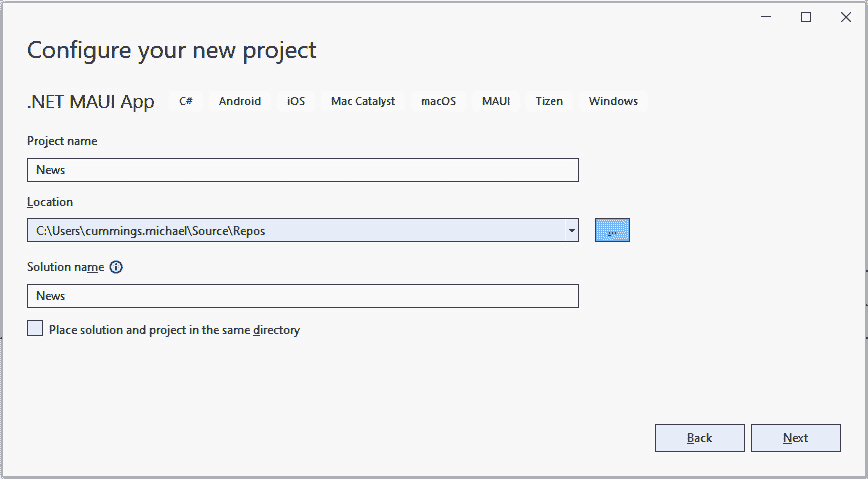 Configure your new project
.NET MAUI App C# Android iOS Mac Catalyst macOS MAUI Tizen Windows
Project name
News
Location
C:\Users\cummings.michael\Source\Repos
...
Solution name
News
Place solution and project in the same directory
Back Next